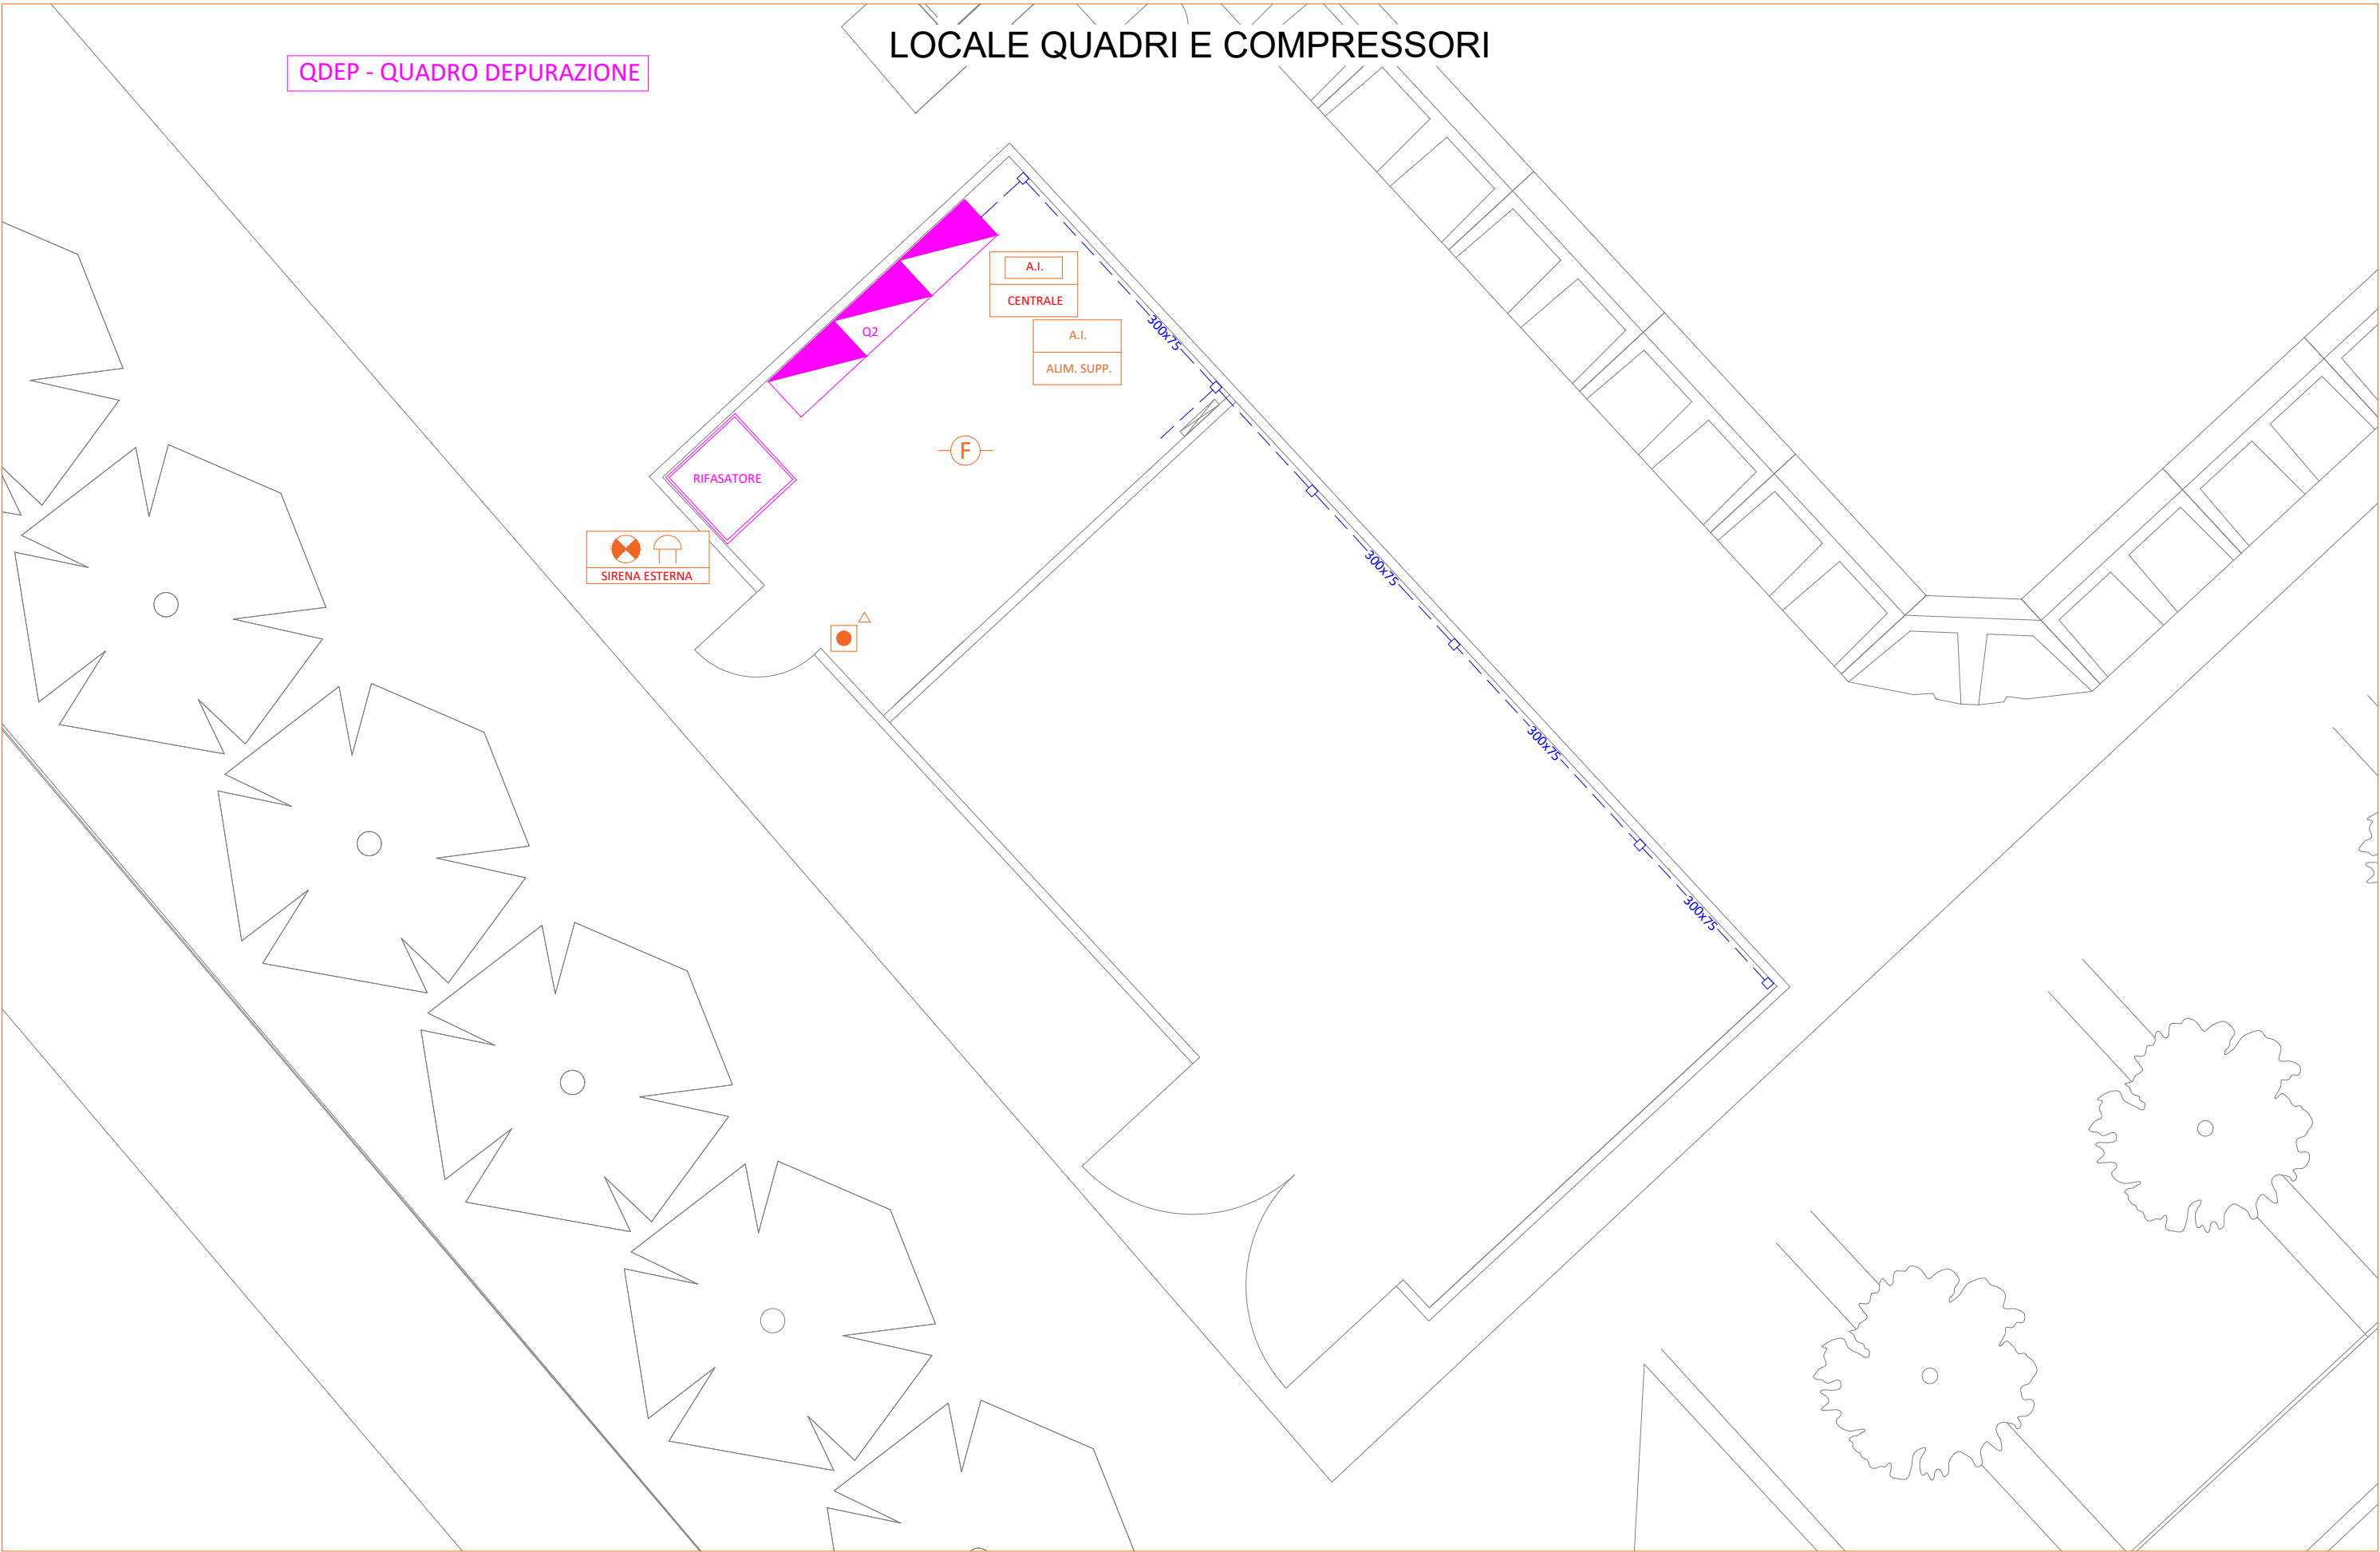 LOCALE QUADRI E COMPRESSORI
QDEP - QUADRO DEPURAZIONE
A.I.
CENTRALE
300x75
Q2
A.I.
ALIM. SUPP.
F
RIFASATORE
SIRENA ESTERNA
300x75
300x75
300x75